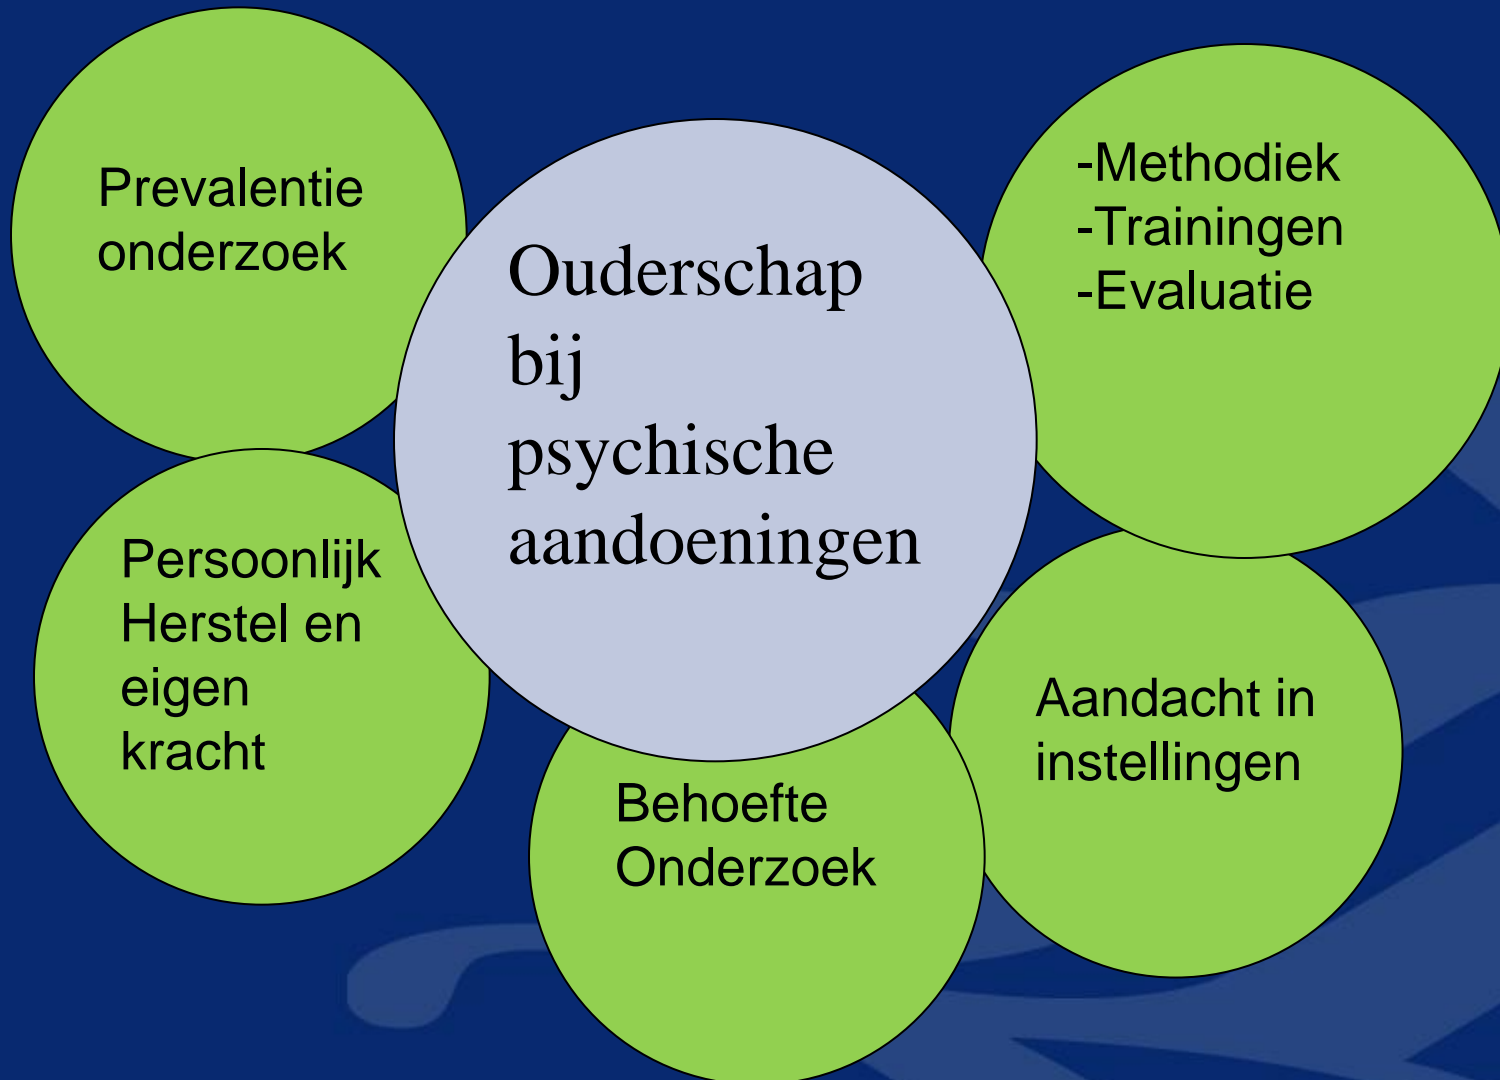 Prevalentie
onderzoek
Ouderschap
bij
psychische
aandoeningen
-Methodiek
-Trainingen
-Evaluatie
Persoonlijk
Herstel en
eigen
kracht
Behoefte
Onderzoek
Aandacht in
instellingen